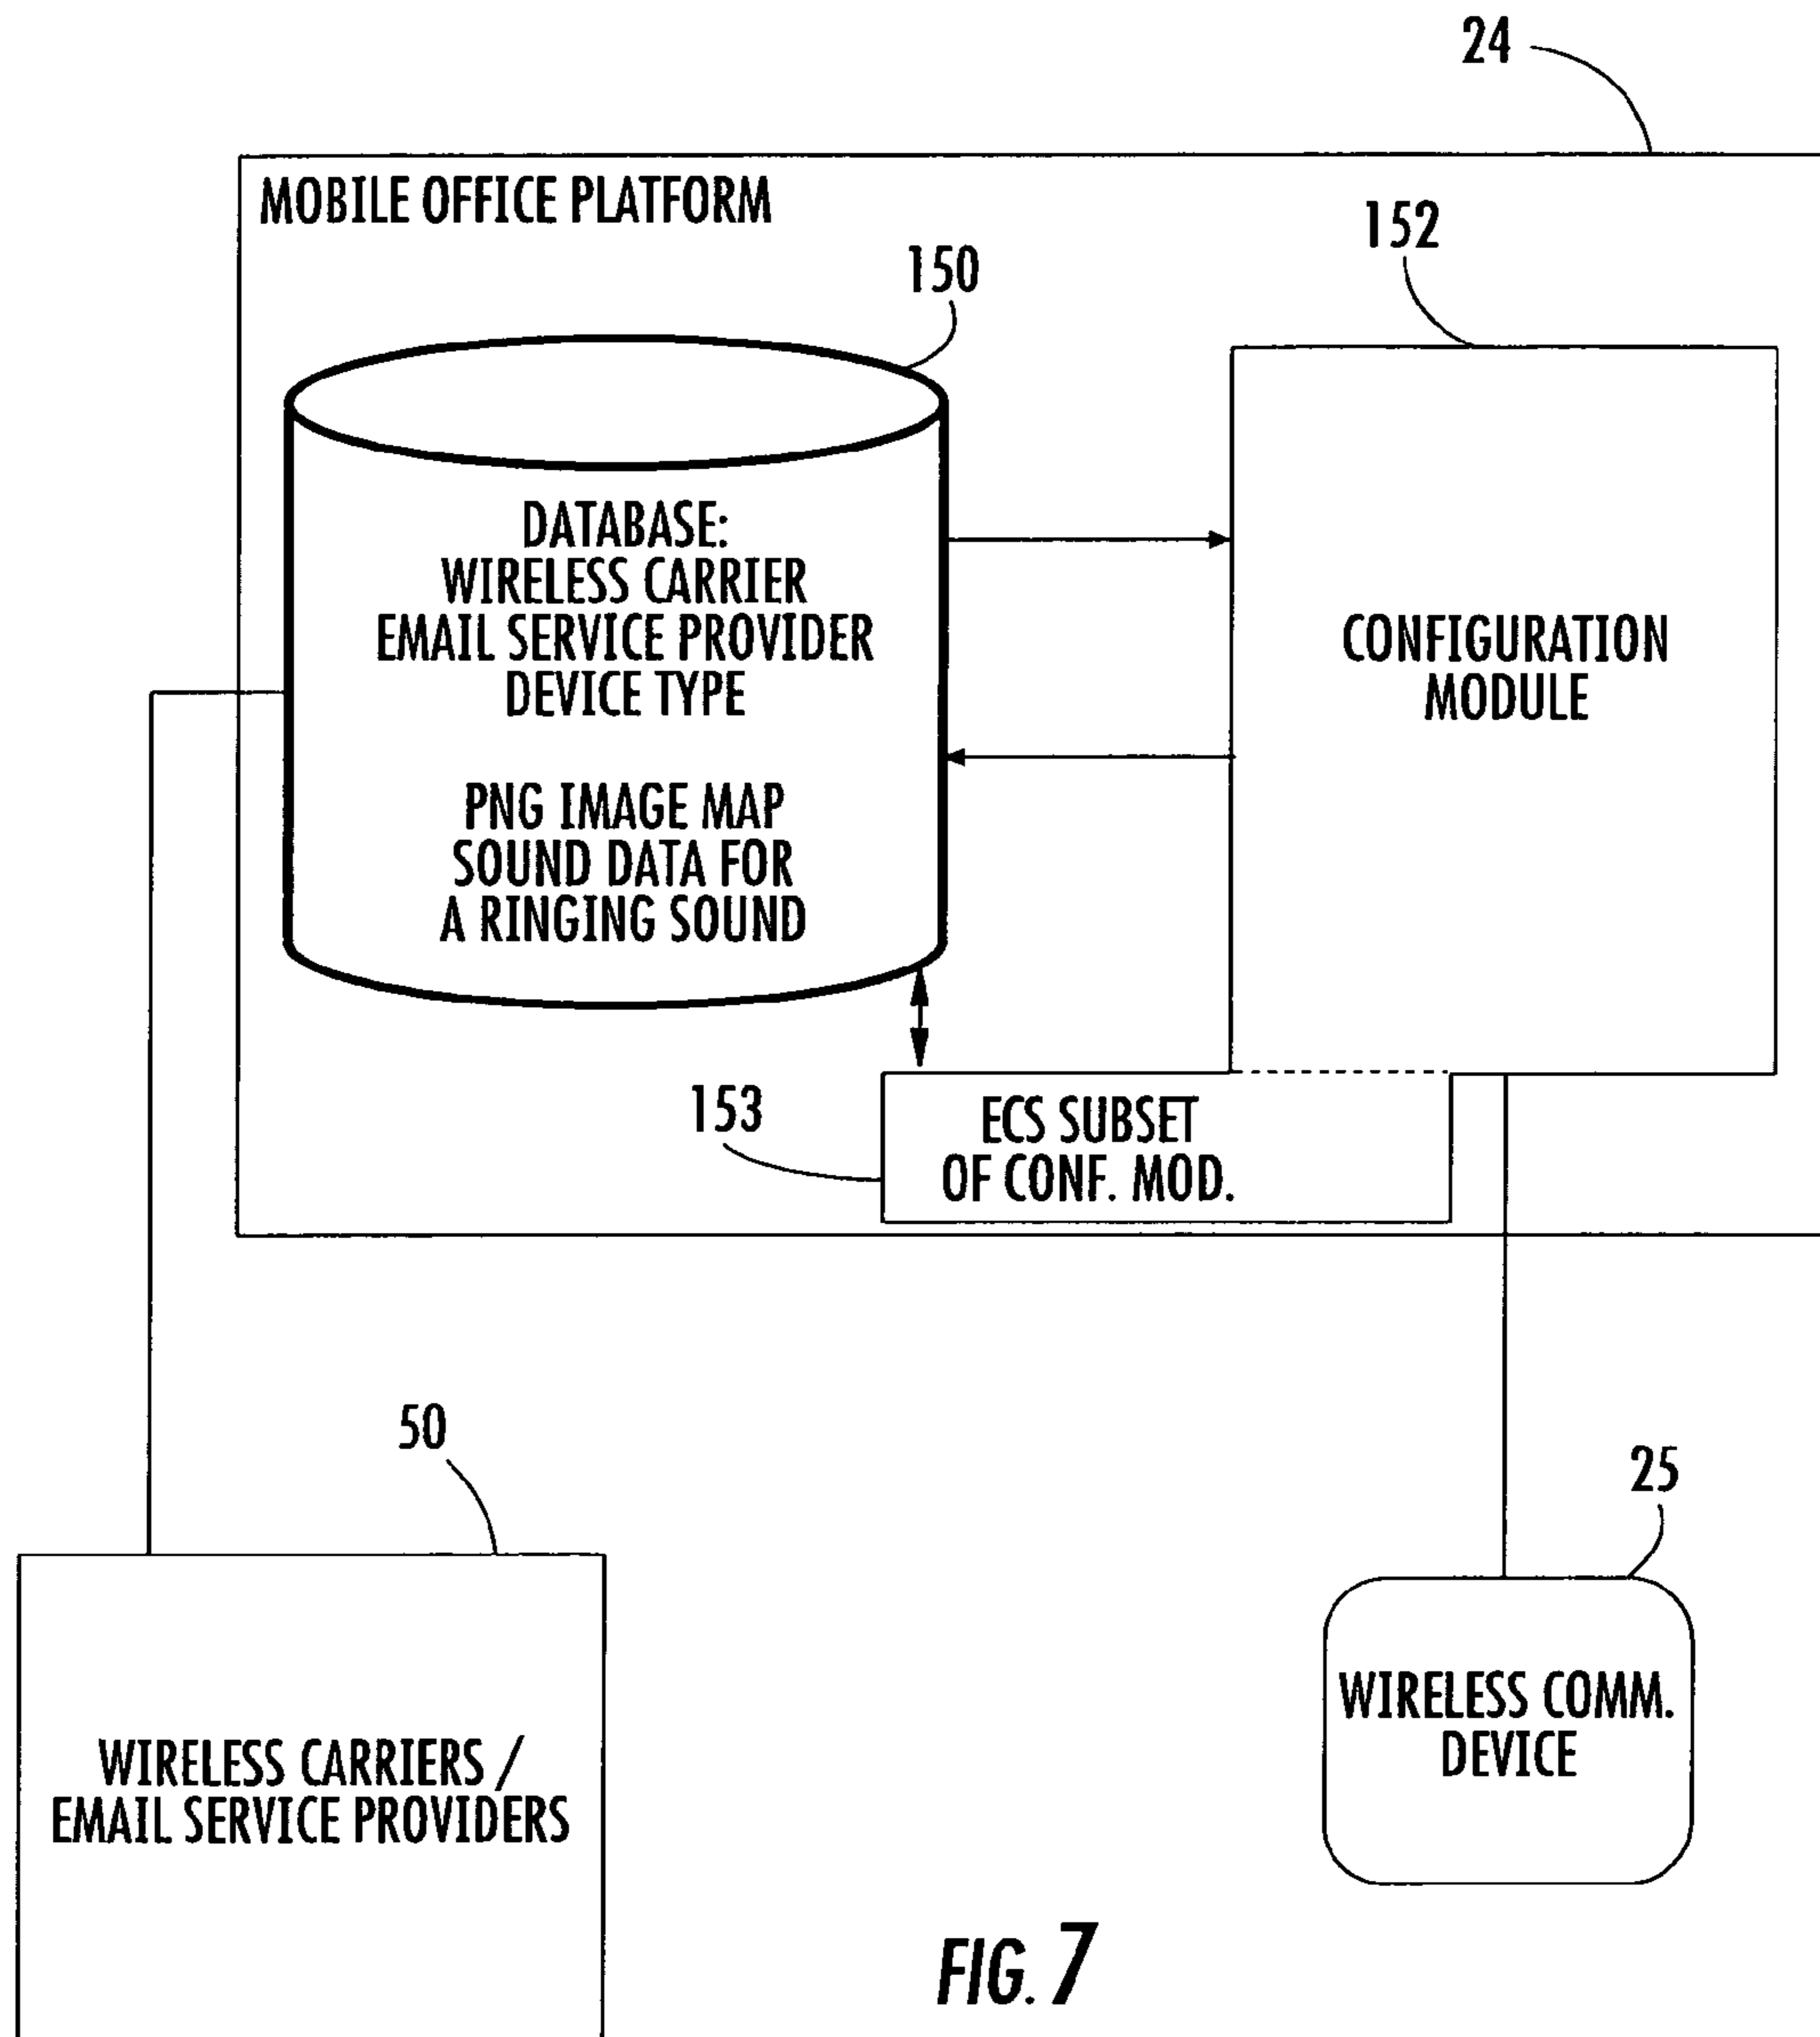 24
MOBILE OFFICE PLATFORM
152
150
DATABASE:
WIRELESS CARRIER
EMAIL SERVICE PROVIDER
DEVICE TYPE
PNG IMAGE MAP
SOUND DATA FOR
A RINGING SOUND
CONFIGURATION
MODULE
153
ECS SUBSET
OF CONF. MOD.
50
25
WIRELESS CARRIERS /
EMAIL SERVICE PROVIDERS
WIRELESS COMM.
DEVICE
FIG. 7